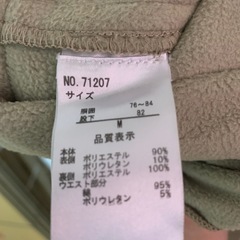 NO.71207
サイズ
胴囲 76~84
股下 82
M
品質表示
本体 90%
表側 ポリエステル 10%
裏側 ポリウレタン 100%
ウエスト部分 ポリエステル 95%
綿 5%
ポリウレタン